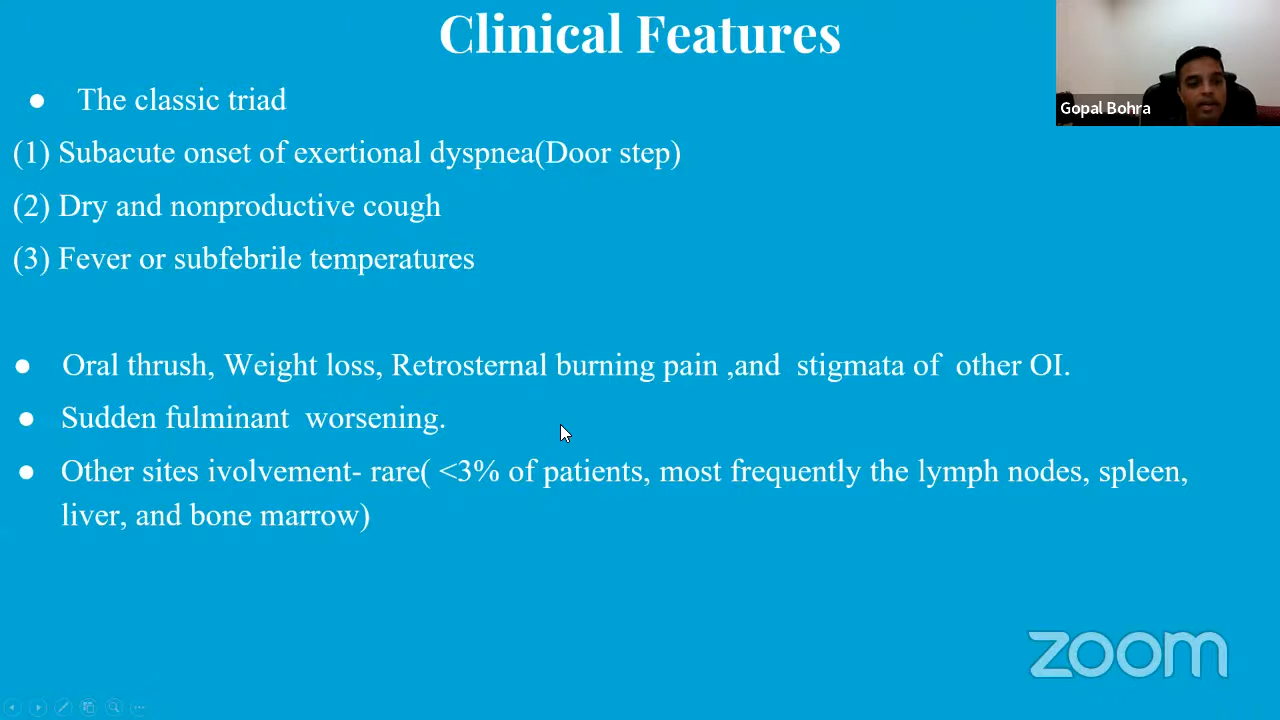 Clinical Features
Gopal Bohra
● The classic triad
(1) Subacute onset of exertional dyspnea(Door step)
(2) Dry and nonproductive cough
(3) Fever or subfebrile temperatures
● Oral thrush, Weight loss, Retrosternal burning pain ,and stigmata of other OI.
● Sudden fulminant worsening.
● Other sites ivolvement- rare( <3% of patients, most frequently the lymph nodes, spleen,
liver, and bone marrow)
zoom